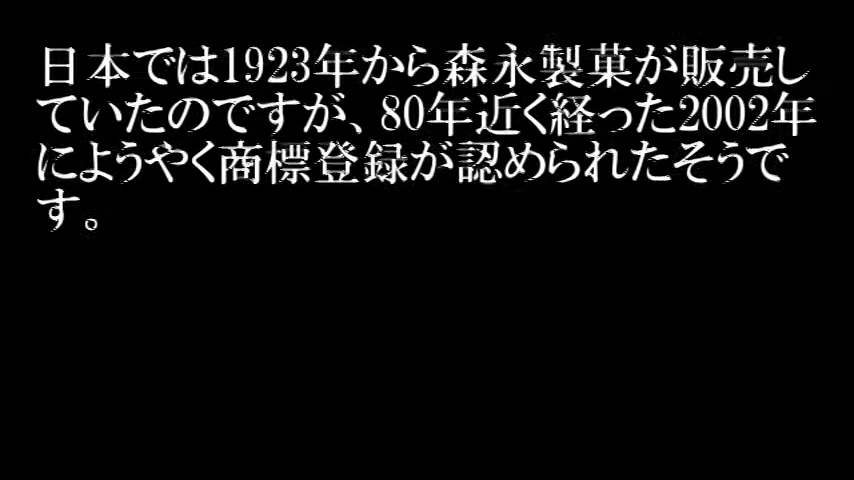 日本では1923年から森永製菓が販売し
ていたのですが、80年近く経った2002年
にようやく商標登録が認められたそうで
す。